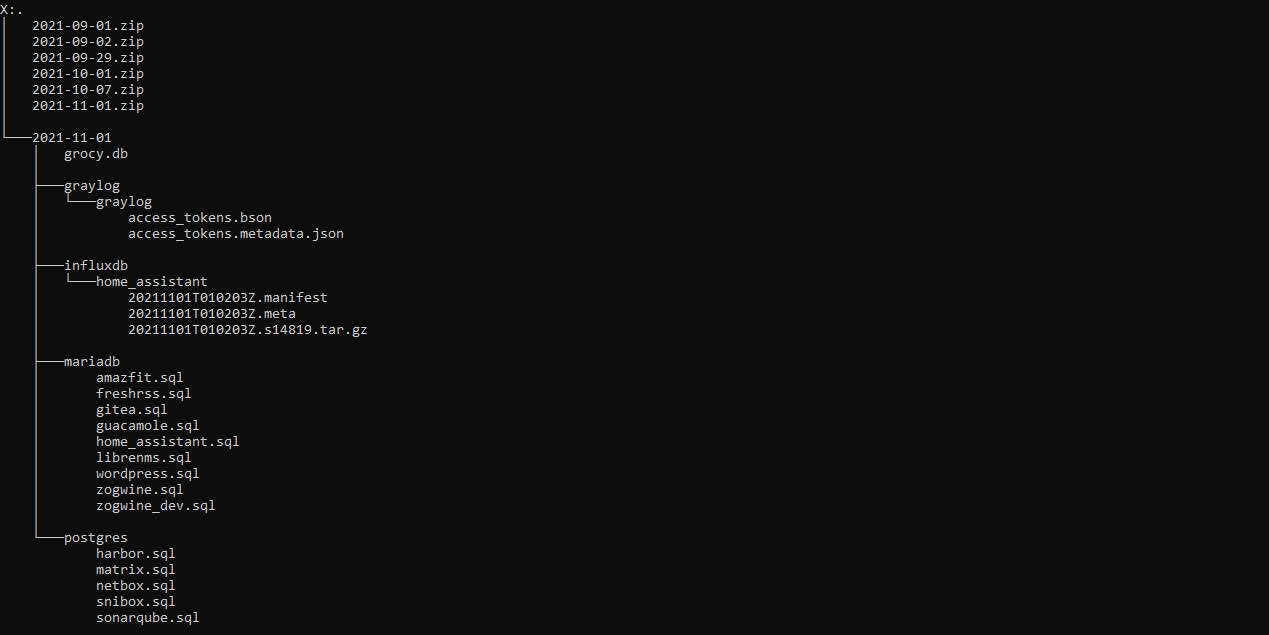 X:.
│   2021-09-01.zip
│   2021-09-02.zip
│   2021-09-29.zip
│   2021-10-01.zip
│   2021-10-07.zip
│   2021-11-01.zip
│
└───2021-11-01
    │   grocy.db
    │
    ├───graylog
    │   └───graylog
    │           access_tokens.bson
    │           access_tokens.metadata.json
    │
    ├───influxdb
    │   └───home_assistant
    │           20211101T010203Z.manifest
    │           20211101T010203Z.meta
    │           20211101T010203Z.s14819.tar.gz
    │
    ├───mariadb
    │       amazfit.sql
    │       freshrss.sql
    │       gitea.sql
    │       guacamole.sql
    │       home_assistant.sql
    │       librenms.sql
    │       wordpress.sql
    │       zogwine.sql
    │       zogwine_dev.sql
    │
    └───postgres
            harbor.sql
            matrix.sql
            netbox.sql
            snibox.sql
            sonarqube.sql